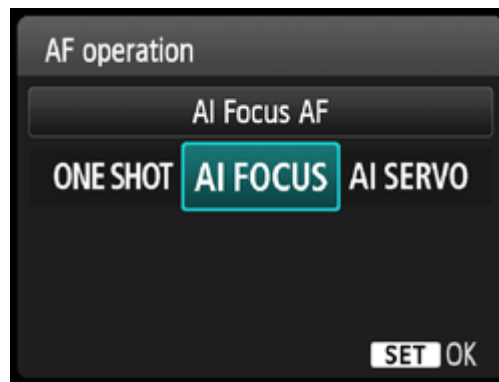 AF operation
AI Focus AF
ONE SHOT AI FOCUS AI SERVO
SET OK